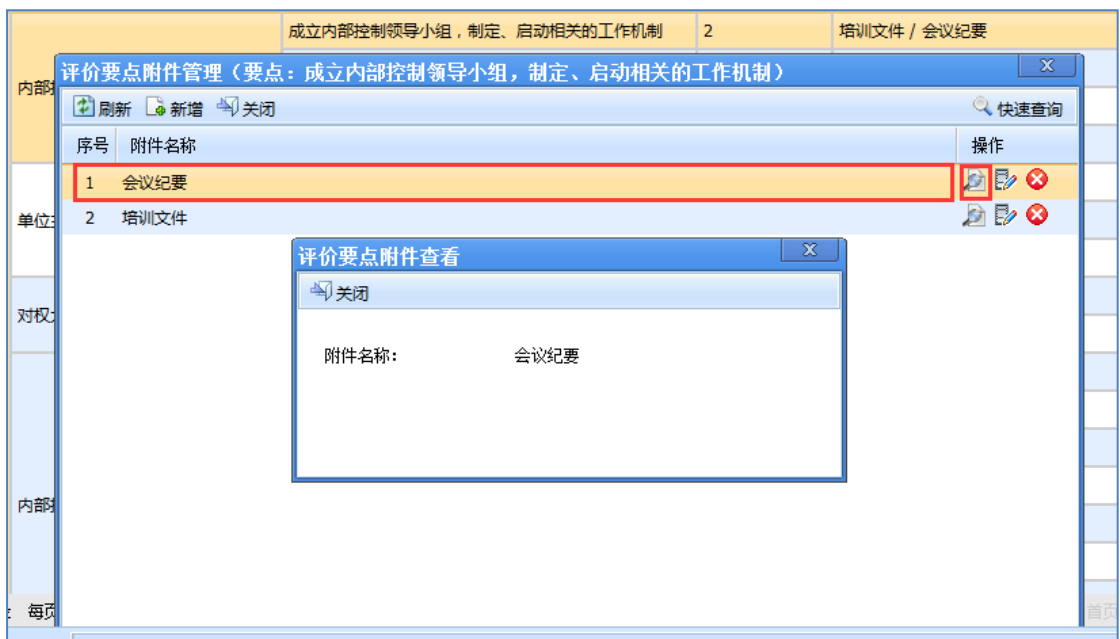 成立内部控制领导小组，制定、启动相关的工作机制 2 培训文件 / 会议纪要
评价要点附件管理（要点：成立内部控制领导小组，制定、启动相关的工作机制）
内部
刷新 新增 关闭 快速查询
序号 附件名称 操作
1 会议纪要
单位
2 培训文件
评价要点附件查看
关闭
对权
附件名称： 会议纪要
内部
每页
首页